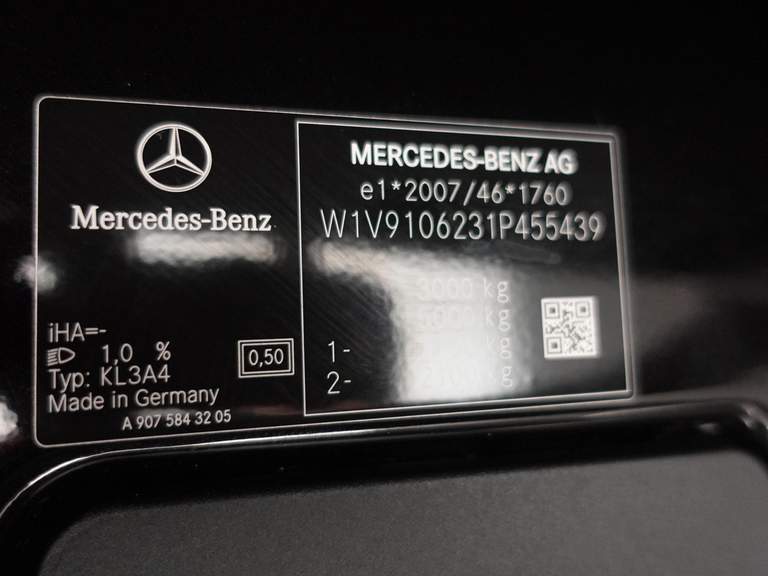 Mercedes-Benz
iHA=-
1,0 %
0,50
Typ: KL3A4
Made in Germany
A 907 584 32 05
MERCEDES-BENZ AG
e1*2007/46*1760
W1V9106231P455439
3000 kg
kg
1-
g
2-
g